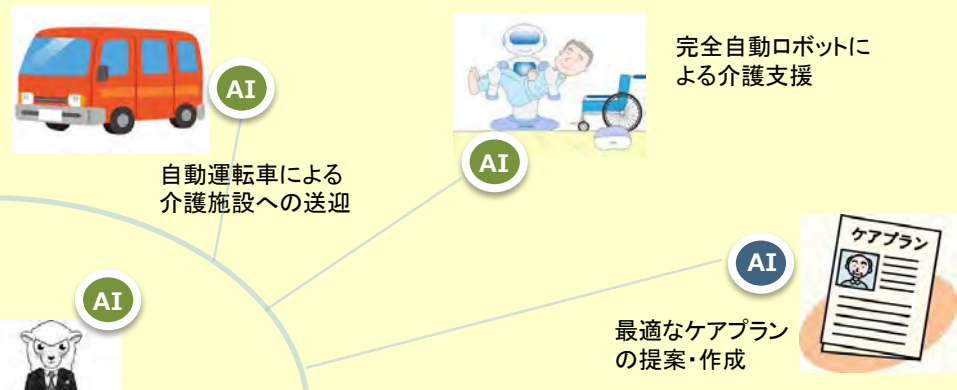 AI
完全自動ロボットに
よる介護支援
AI
自動運転車による
介護施設への送迎
AI
ケアプラン
最適なケアプラン
の提案・作成
AI